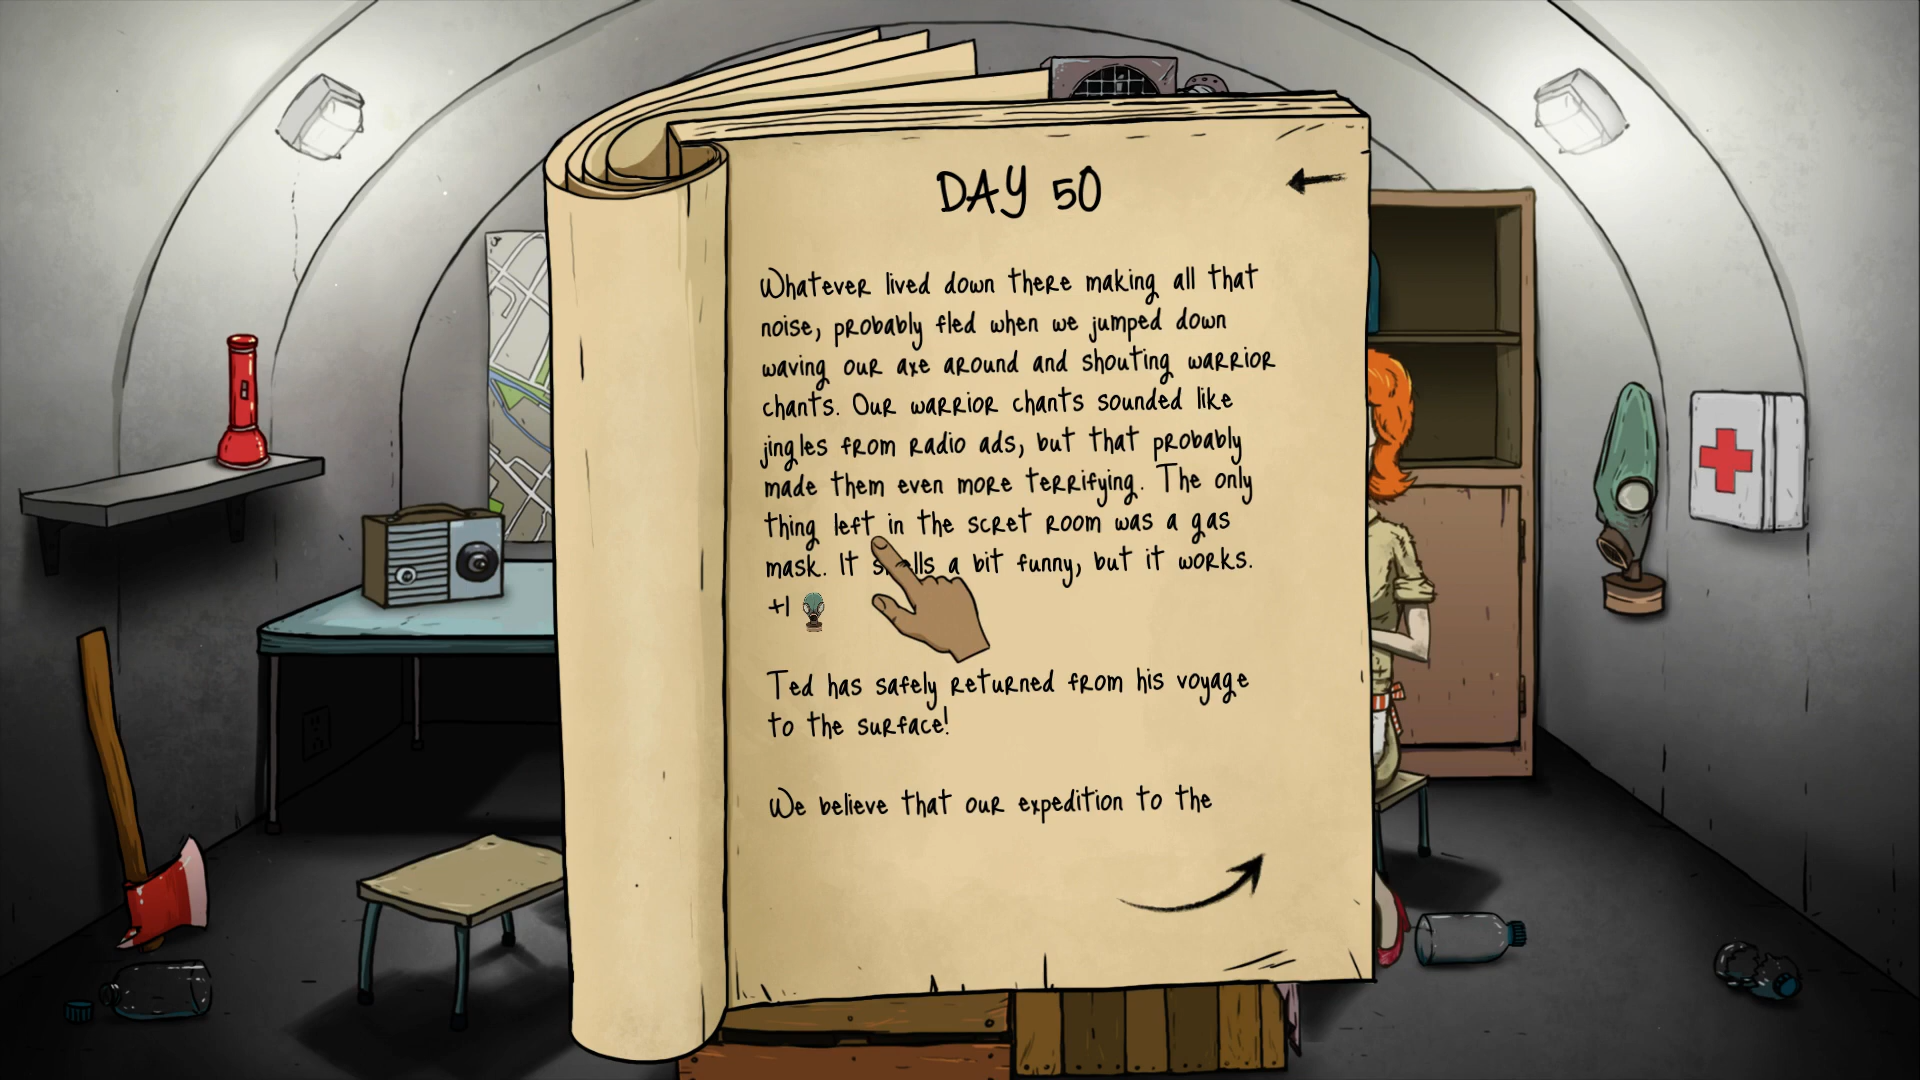 DAY 50
Whatever lived down there making all that
noise, probably fled when we jumped down
waving our axe around and shouting warrior
chants. Our warrior chants sounded like
jingles from radio ads, but that probably
made them even more terrifying. The only
thing left in the scret room was a gas
mask. It a bit funny, but it works.
+1
Ted has safely returned from his voyage
to the surface!
We believe that our expedition to the